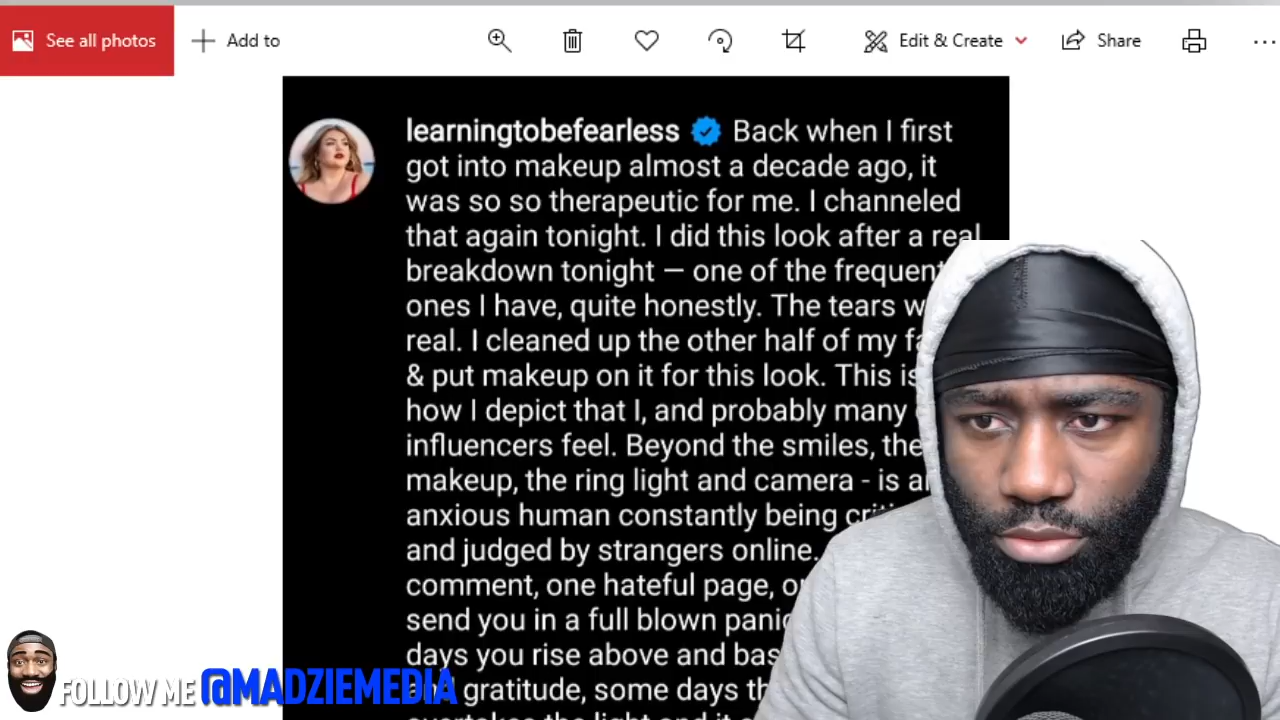 See all photos
Add to
Edit & Create
Share
learningtobefearless Back when I first
got into makeup almost a decade ago, it
was so so therapeutic for me. I channeled
that again tonight. I did this look after a real
breakdown tonight — one of the frequent
ones I have, quite honestly. The tears
real. I cleaned up the other half of my
& put makeup on it for this look. This is
how I depict that I, and probably many
influencers feel. Beyond the smiles, the
makeup, the ring light and camera - is
anxious human constantly being
and judged by strangers online.
comment, one hateful page,
send you in a full blown
days you rise above and
gratitude, some days
overtakes the light and it
FOLLOW ME @MADZIEMEDIA